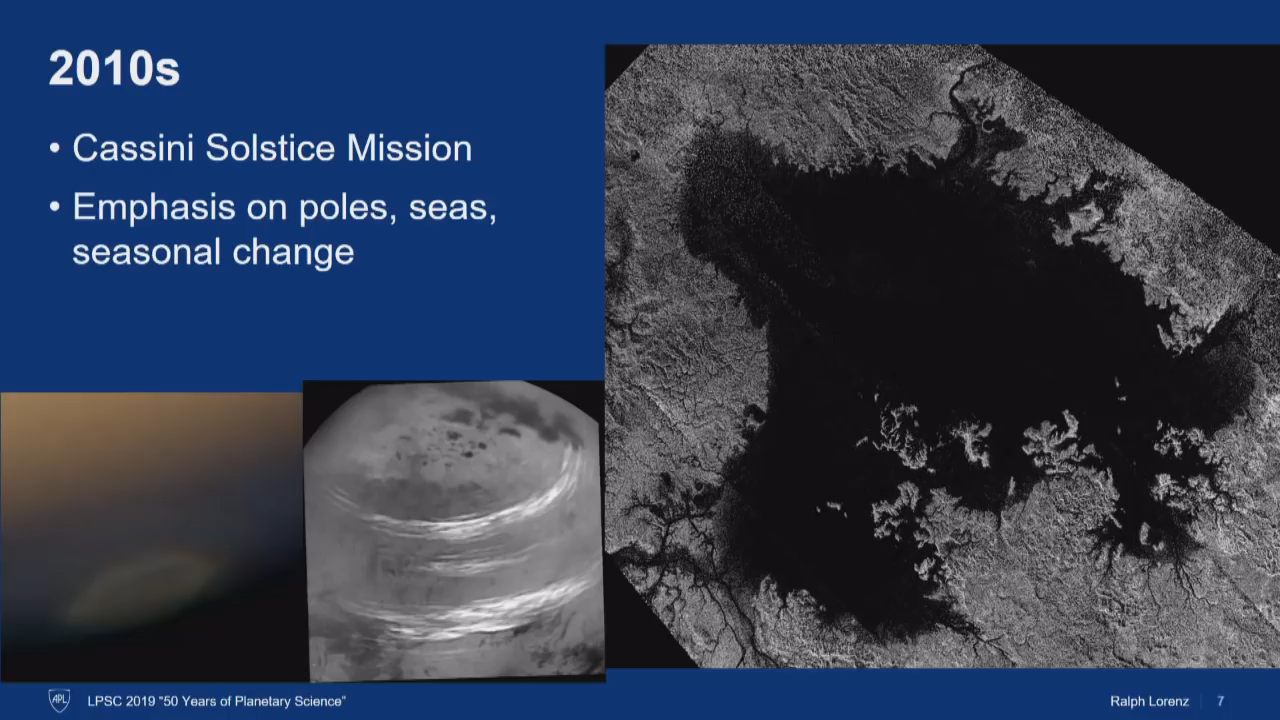 2010s
• Cassini Solstice Mission
• Emphasis on poles, seas,
seasonal change
APL
LPSC 2019 "50 Years of Planetary Science"
Ralph Lorenz
7